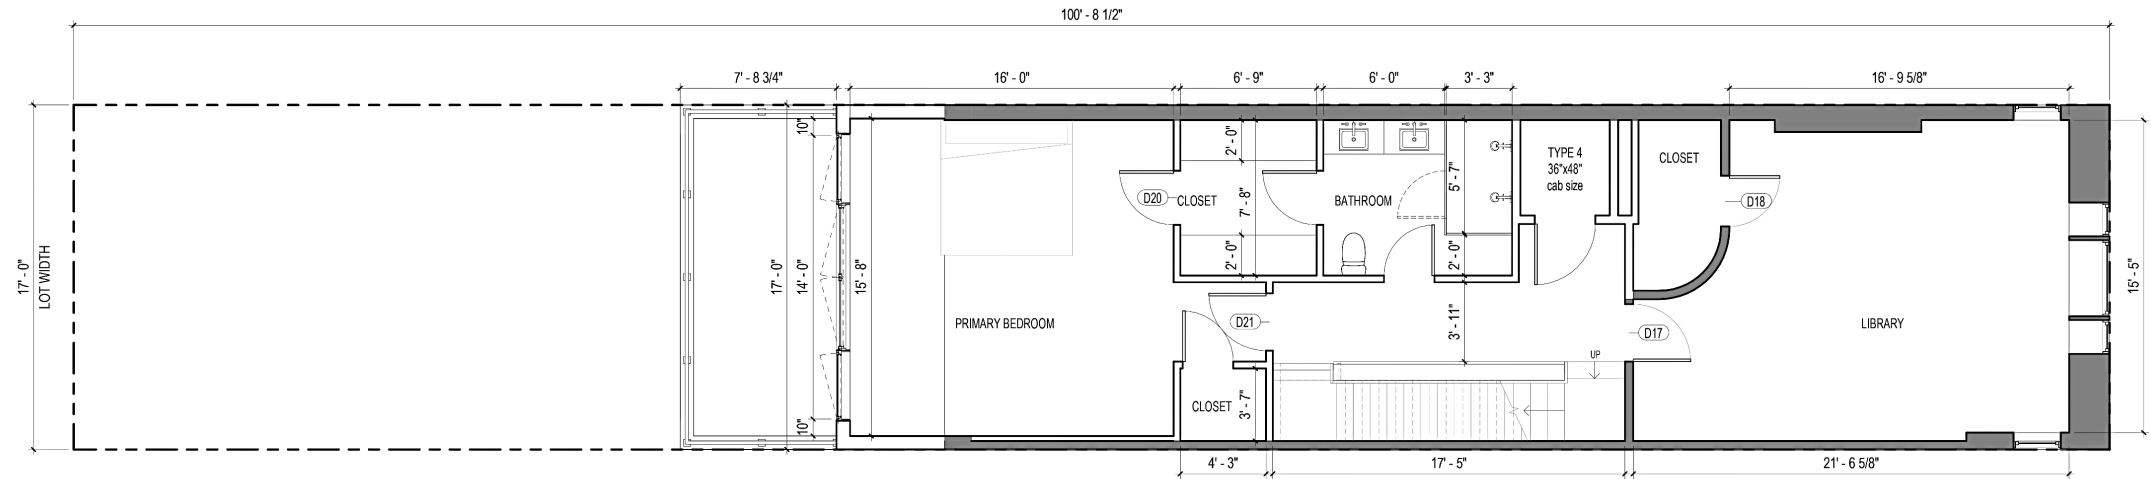 100' - 8 1/2"
7' - 8 3/4"
16' - 0"
6' - 9"
6' - 0"
3' - 3"
16' - 9 5/8"
17' - 0"
LOT WIDTH
17' - 0"
10"
14' - 0"
10"
15' - 8"
PRIMARY BEDROOM
D20
CLOSET
2' - 0"
7' - 8"
2' - 0"
BATHROOM
5' - 7"
2' - 0"
TYPE 4
36"x48"
cab size
CLOSET
D18
D21
3' - 11"
UP
D17
LIBRARY
15' - 5"
CLOSET
3' - 7"
4' - 3"
17' - 5"
21' - 6 5/8"